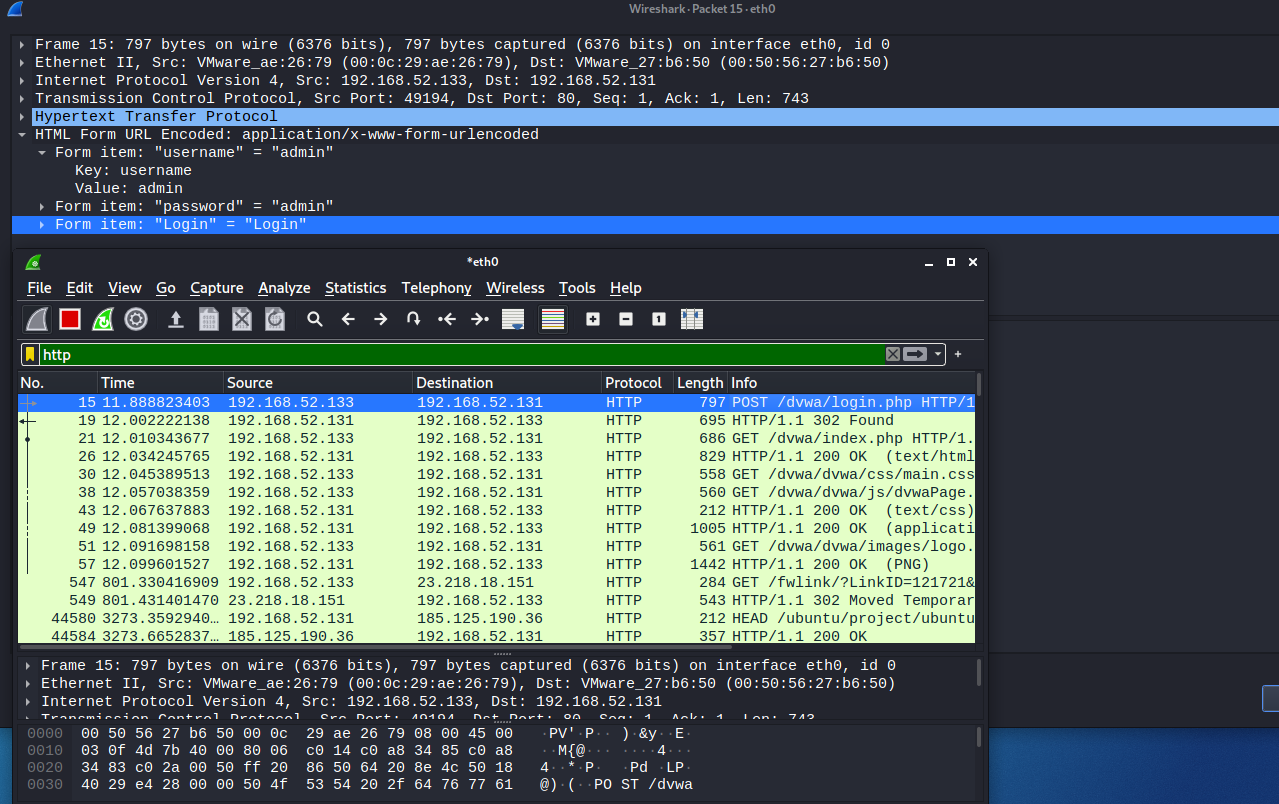 Wireshark · Packet 15 · eth0
Frame 15: 797 bytes on wire (6376 bits), 797 bytes captured (6376 bits) on interface eth0, id 0
Ethernet II, Src: VMware_ae:26:79 (00:0c:29:ae:26:79), Dst: VMware_27:b6:50 (00:50:56:27:b6:50)
Internet Protocol Version 4, Src: 192.168.52.133, Dst: 192.168.52.131
Transmission Control Protocol, Src Port: 49194, Dst Port: 80, Seq: 1, Ack: 1, Len: 743
Hypertext Transfer Protocol
HTML Form URL Encoded: application/x-www-form-urlencoded
Form item: "username" = "admin"
Key: username
Value: admin
Form item: "password" = "admin"
Form item: "Login" = "Login"
*eth0
File Edit View Go Capture Analyze Statistics Telephony Wireless Tools Help
http
No. Time Source Destination Protocol Length Info
15 11.888823403 192.168.52.133 192.168.52.131 HTTP 797 POST /dvwa/login.php HTTP/1
19 12.002222138 192.168.52.131 192.168.52.133 HTTP 695 HTTP/1.1 302 Found
21 12.010343677 192.168.52.133 192.168.52.131 HTTP 686 GET /dvwa/index.php HTTP/1.
26 12.034245765 192.168.52.131 192.168.52.133 HTTP 829 HTTP/1.1 200 OK (text/html
30 12.045389513 192.168.52.133 192.168.52.131 HTTP 558 GET /dvwa/dvwa/css/main.css
38 12.057038359 192.168.52.133 192.168.52.131 HTTP 560 GET /dvwa/dvwa/js/dvwaPage.
43 12.067637883 192.168.52.131 192.168.52.133 HTTP 212 HTTP/1.1 200 OK (text/css)
49 12.081399068 192.168.52.131 192.168.52.133 HTTP 1005 HTTP/1.1 200 OK (applicati
51 12.091698158 192.168.52.133 192.168.52.131 HTTP 561 GET /dvwa/dvwa/images/logo.
57 12.099601527 192.168.52.131 192.168.52.133 HTTP 1442 HTTP/1.1 200 OK (PNG)
547 801.330416909 192.168.52.133 23.218.18.151 HTTP 284 GET /fwlink/?LinkID=121721&
549 801.431401470 23.218.18.151 192.168.52.133 HTTP 543 HTTP/1.1 302 Moved Temporar
44580 3273.3592940… 192.168.52.131 185.125.190.36 HTTP 212 HEAD /ubuntu/project/ubuntu
44584 3273.6652837… 185.125.190.36 192.168.52.131 HTTP 357 HTTP/1.1 200 OK
Frame 15: 797 bytes on wire (6376 bits), 797 bytes captured (6376 bits) on interface eth0, id 0
Ethernet II, Src: VMware_ae:26:79 (00:0c:29:ae:26:79), Dst: VMware_27:b6:50 (00:50:56:27:b6:50)
Internet Protocol Version 4, Src: 192.168.52.133, Dst: 192.168.52.131
Transmission Control Protocol, Src Port: 49194, Dst Port: 80, Seq: 1, Ack: 1, Len: 743
0000 00 50 56 27 b6 50 00 0c 29 ae 26 79 08 00 45 00 ·PV'·P·· )·&y··E·
0010 03 0f 4d 7b 40 00 80 06 c0 14 c0 a8 34 85 c0 a8 ··M{@··· ····4···
0020 34 83 c0 2a 00 50 ff 20 86 50 64 20 8e 4c 50 18 4··*·P·  ·Pd ·LP·
0030 40 29 e4 28 00 00 50 4f 53 54 20 2f 64 76 77 61 @)·(··PO ST /dvwa